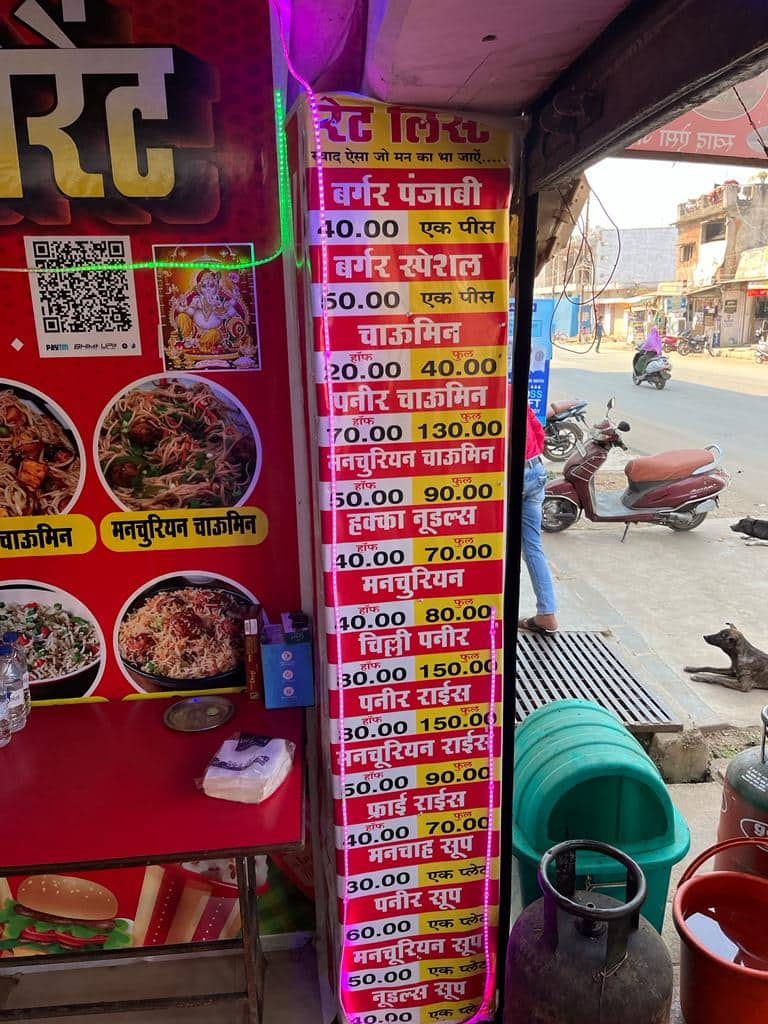 रेट
PAYTM BHIM UPI
चाऊमिन
मनचुरियन चाऊमिन
रेट लिस्ट
स्वाद ऐसा जो मन का भा जाऐं.....
बर्गर पंजाबी
40.00 एक पीस
बर्गर स्पेशल
50.00 एक पीस
चाऊमिन
हॉफ फुल
20.00 40.00
पनीर चाऊमिन
हॉफ फुल
70.00 130.00
मनचुरियन चाऊमिन
हॉफ फुल
50.00 90.00
हक्का नूडल्स
हॉफ फुल
40.00 70.00
मनचुरियन
हॉफ फुल
40.00 80.00
चिल्ली पनीर
हॉफ फुल
80.00 150.00
पनीर राईस
हॉफ फुल
80.00 150.00
मनचूरियन राईस
हॉफ फुल
50.00 90.00
फ्राई राईस
हॉफ फुल
40.00 70.00
मनचाह सूप
30.00 एक प्लेट
पनीर सूप
60.00 एक प्लेट
मनचूरियन सूप
50.00 एक प्लेट
नूडल्स सूप
40.00 एक प्लेट